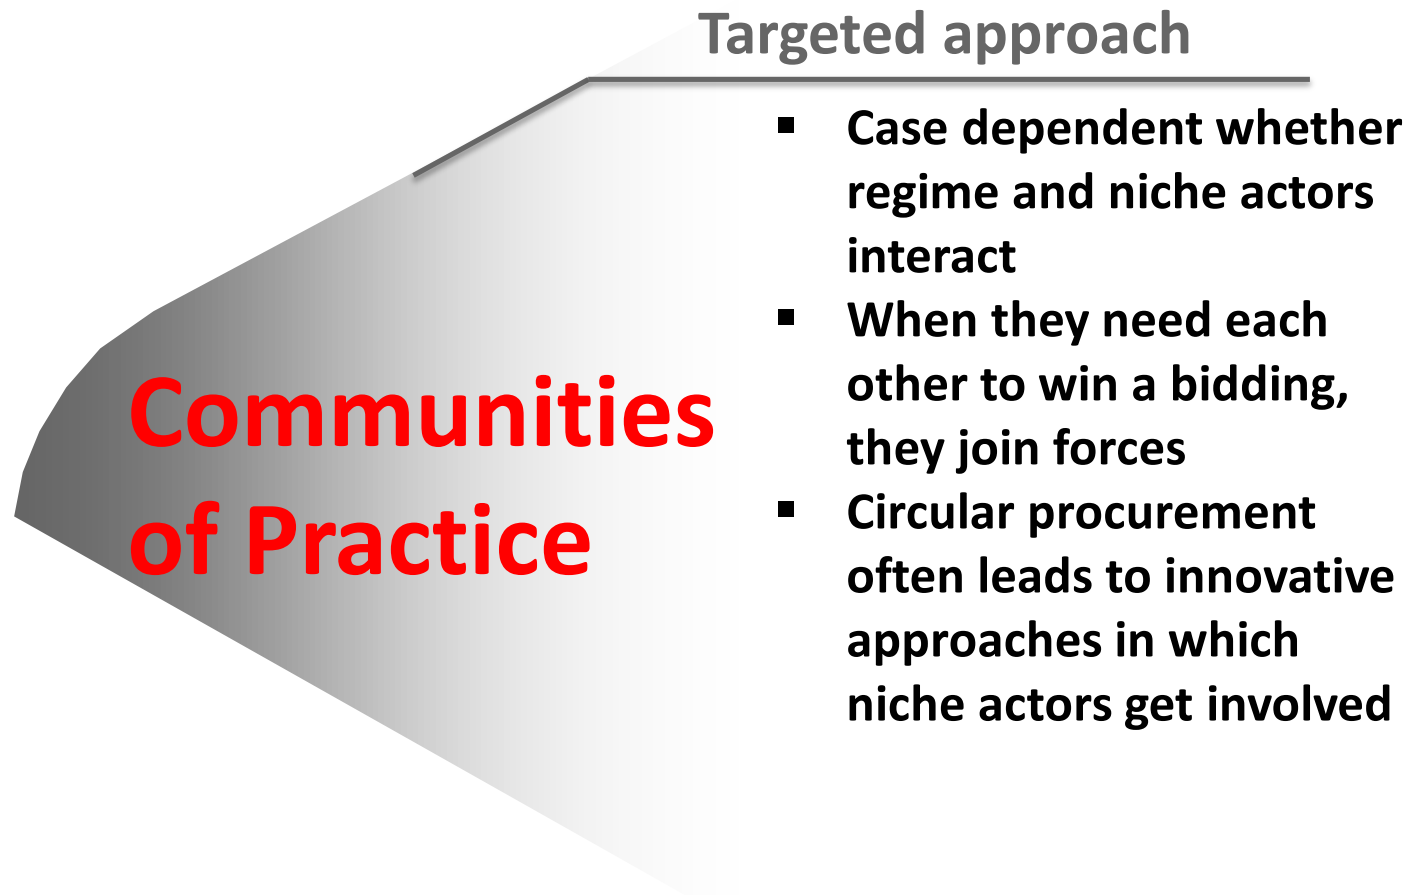 Targeted approach
Communities
of Practice
▪ Case dependent whether
regime and niche actors
interact
▪ When they need each
other to win a bidding,
they join forces
▪ Circular procurement
often leads to innovative
approaches in which
niche actors get involved